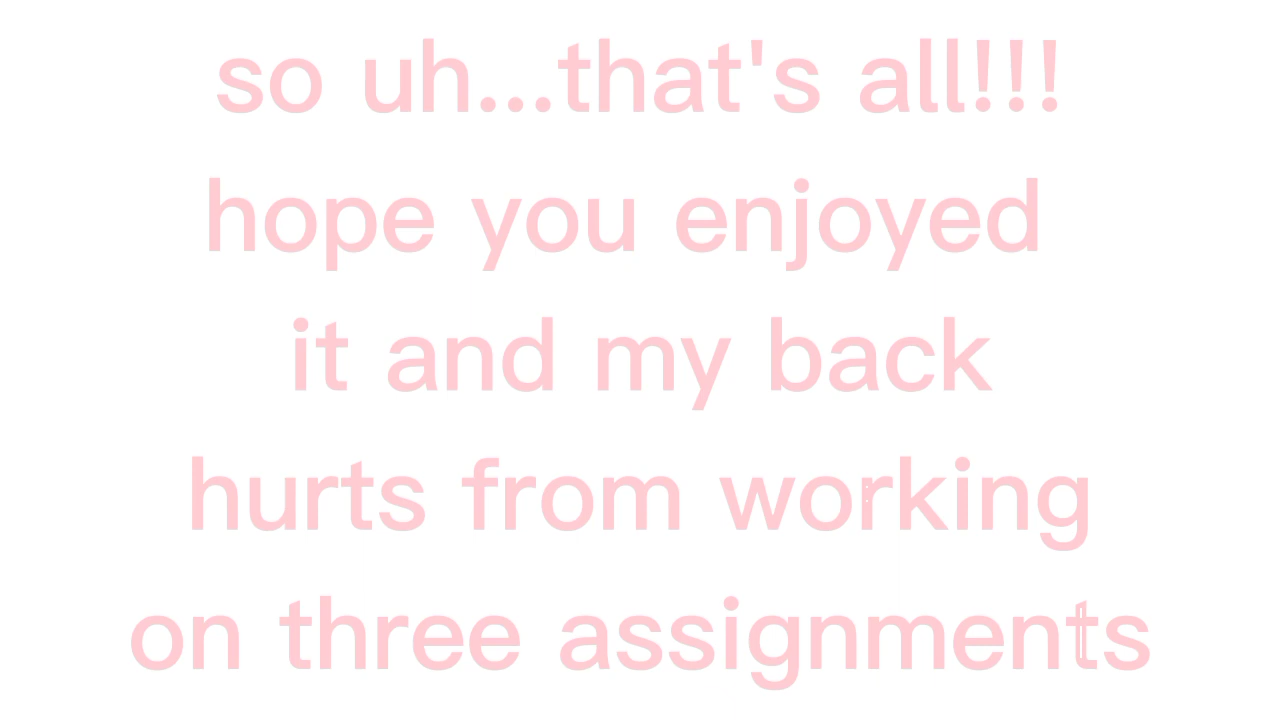 so uh...that's all!!!
hope you enjoyed
it and my back
hurts from working
on three assignments